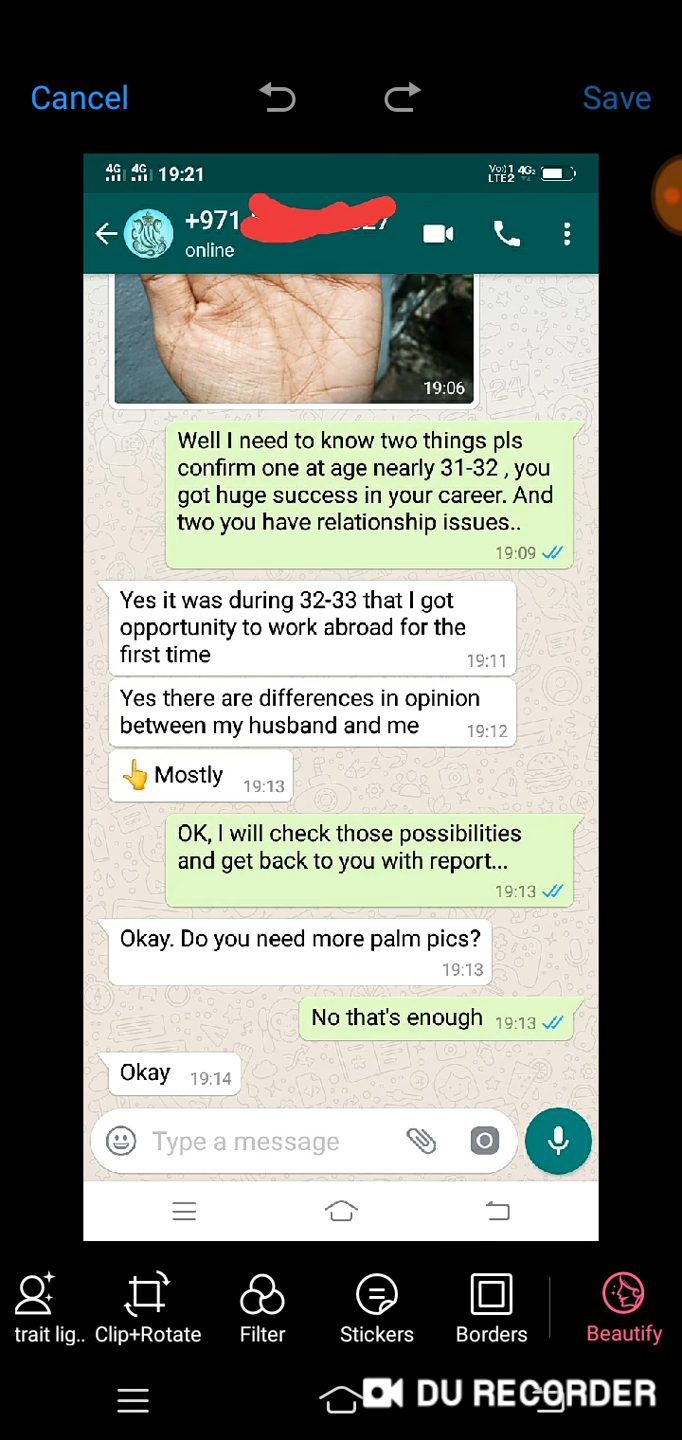 Cancel
Save
4G 4G 19:21
Vo)) 1 4G2
LTE2
+971
27
online
19:06
Well I need to know two things pls
confirm one at age nearly 31-32 , you
got huge success in your career. And
two you have relationship issues..
19:09
Yes it was during 32-33 that I got
opportunity to work abroad for the
first time
19:11
Yes there are differences in opinion
between my husband and me
19:12
Mostly
19:13
OK, I will check those possibilities
and get back to you with report...
19:13
Okay. Do you need more palm pics?
19:13
No that's enough 19:13
Okay 19:14
Type a message
trait lig.. Clip+Rotate Filter Stickers Borders Beautify
DU RECORDER